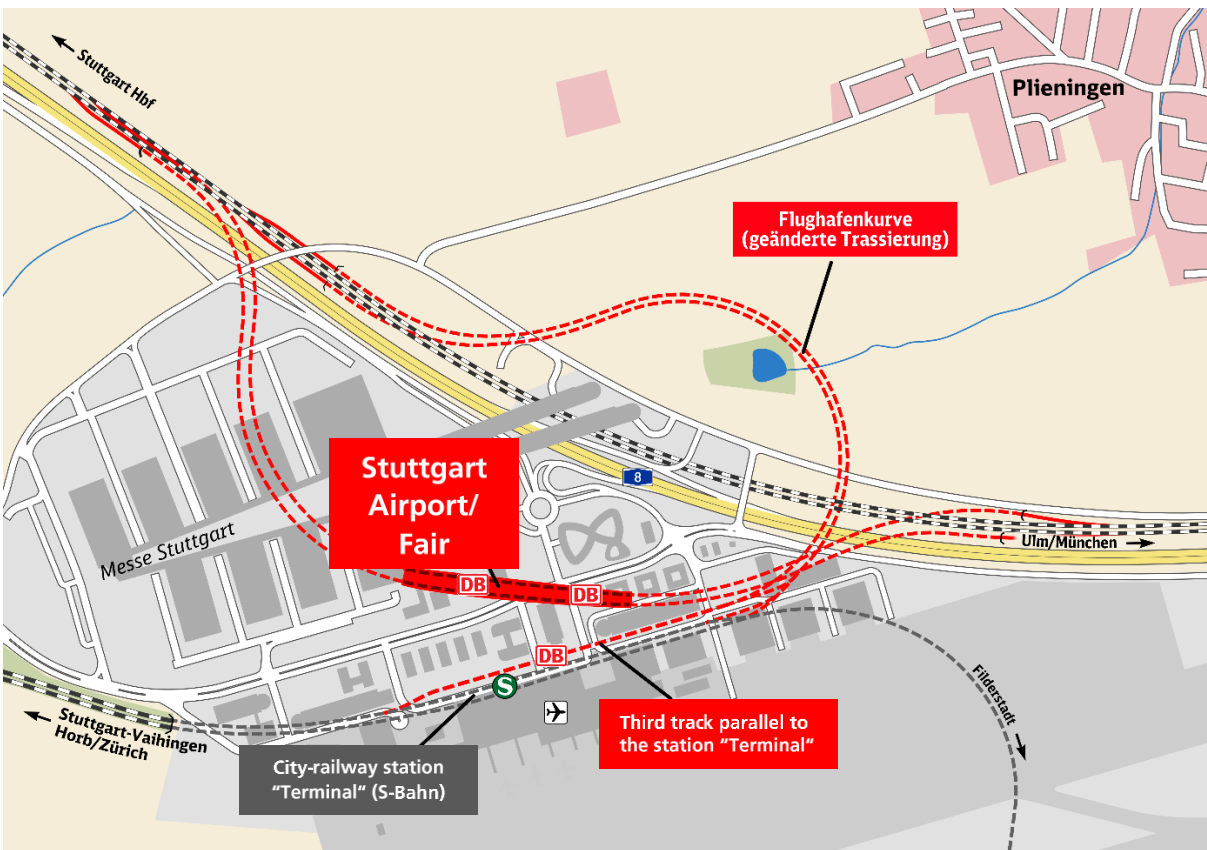 Stuttgart Hbf
Plieningen
Flughafenkurve
(geänderte Trassierung)
Stuttgart
Airport/
Fair
8
Messe Stuttgart
Ulm/München
DB
DB
DB
S
Filderstadt
Stuttgart-Vaihingen
Horb/Zürich
Third track parallel to
the station "Terminal“
City-railway station
"Terminal“ (S-Bahn)